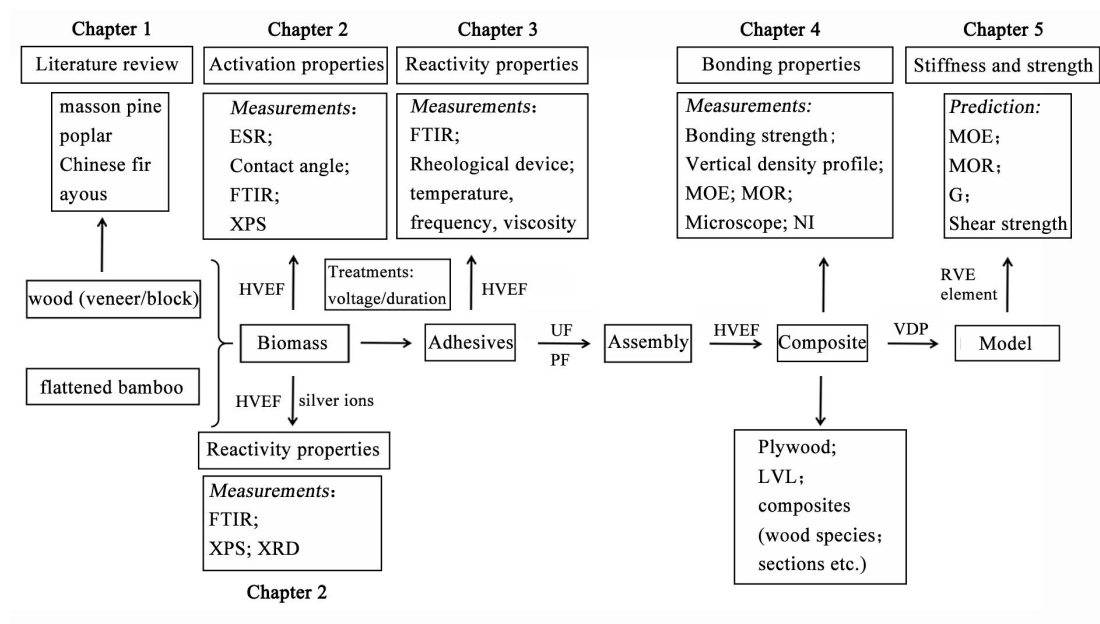 Chapter 1
Literature review
masson pine
poplar
Chinese fir
ayous
wood (veneer/block)
flattened bamboo
Chapter 2
Activation properties
Measurements:
ESR;
Contact angle;
FTIR;
XPS
HVEF
Biomass
HVEF
silver ions
Reactivity properties
Measurements:
FTIR;
XPS; XRD
Chapter 2
Chapter 3
Reactivity properties
Measurements:
FTIR;
Rheological device;
temperature,
frequency, viscosity
Treatments:
voltage/duration
HVEF
Adhesives
UF
PF
Assembly
HVEF
Chapter 4
Bonding properties
Measurements:
Bonding strength;
Vertical density profile;
MOE; MOR;
Microscope; NI
Composite
Plywood;
LVL;
composites
(wood species;
sections etc.)
VDP
Chapter 5
Stiffness and strength
Prediction:
MOE;
MOR;
G;
Shear strength
RVE
element
Model